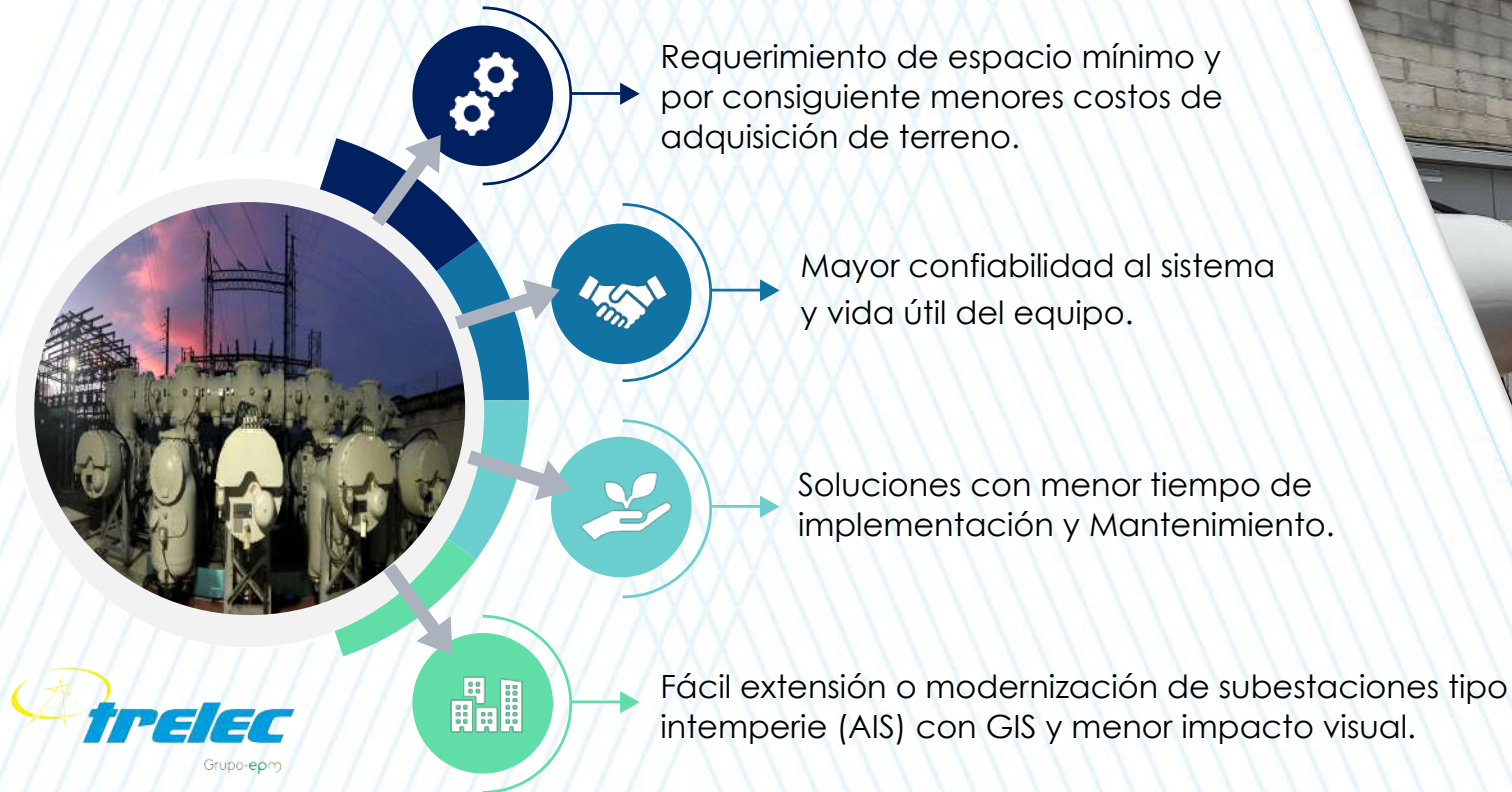 Requerimiento de espacio mínimo y
por consiguiente menores costos de
adquisición de terreno.
Mayor confiabilidad al sistema
y vida útil del equipo.
Soluciones con menor tiempo de
implementación y Mantenimiento.
Fácil extensión o modernización de subestaciones tipo
intemperie (AIS) con GIS y menor impacto visual.
trelec
Grupo-epm